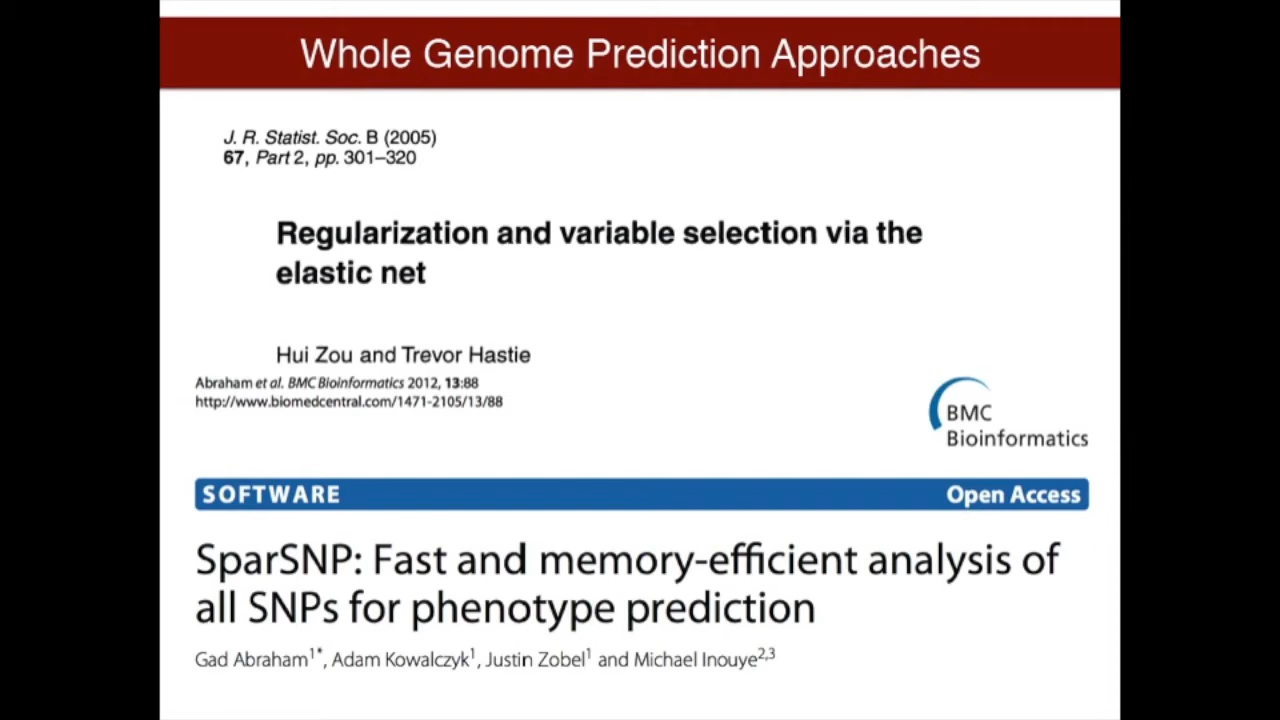 Whole Genome Prediction Approaches
J. R. Statist. Soc. B (2005)
67, Part 2, pp. 301–320
Regularization and variable selection via the
elastic net
Hui Zou and Trevor Hastie
Abraham et al. BMC Bioinformatics 2012, 13:88
http://www.biomedcentral.com/1471-2105/13/88
BMC
Bioinformatics
SOFTWARE Open Access
SparSNP: Fast and memory-efficient analysis of
all SNPs for phenotype prediction
Gad Abraham1*, Adam Kowalczyk1, Justin Zobel1 and Michael Inouye2,3